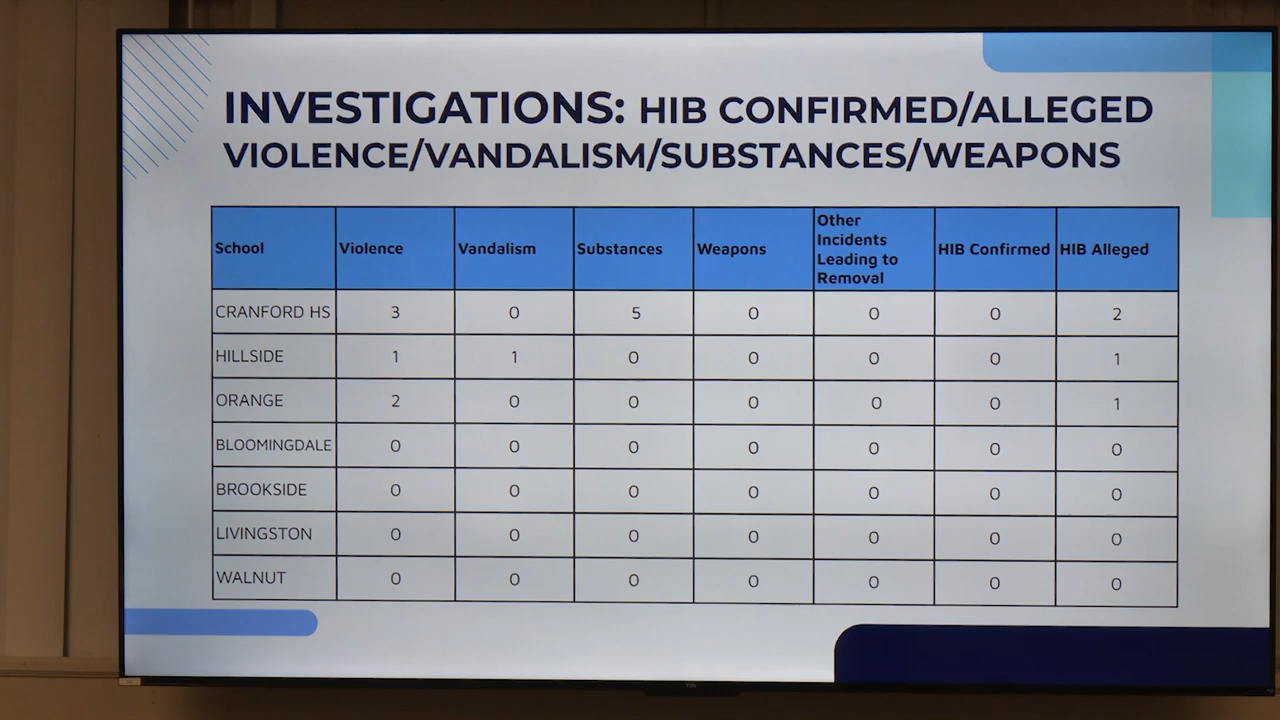 INVESTIGATIONS: HIB CONFIRMED/ALLEGED
VIOLENCE/VANDALISM/SUBSTANCES/WEAPONS
School Violence Vandalism Substances Weapons Other Incidents Leading to Removal HIB Confirmed HIB Alleged
CRANFORD HS 3 0 5 0 0 0 2
HILLSIDE 1 1 0 0 0 0 1
ORANGE 2 0 0 0 0 0 1
BLOOMINGDALE 0 0 0 0 0 0 0
BROOKSIDE 0 0 0 0 0 0 0
LIVINGSTON 0 0 0 0 0 0 0
WALNUT 0 0 0 0 0 0 0